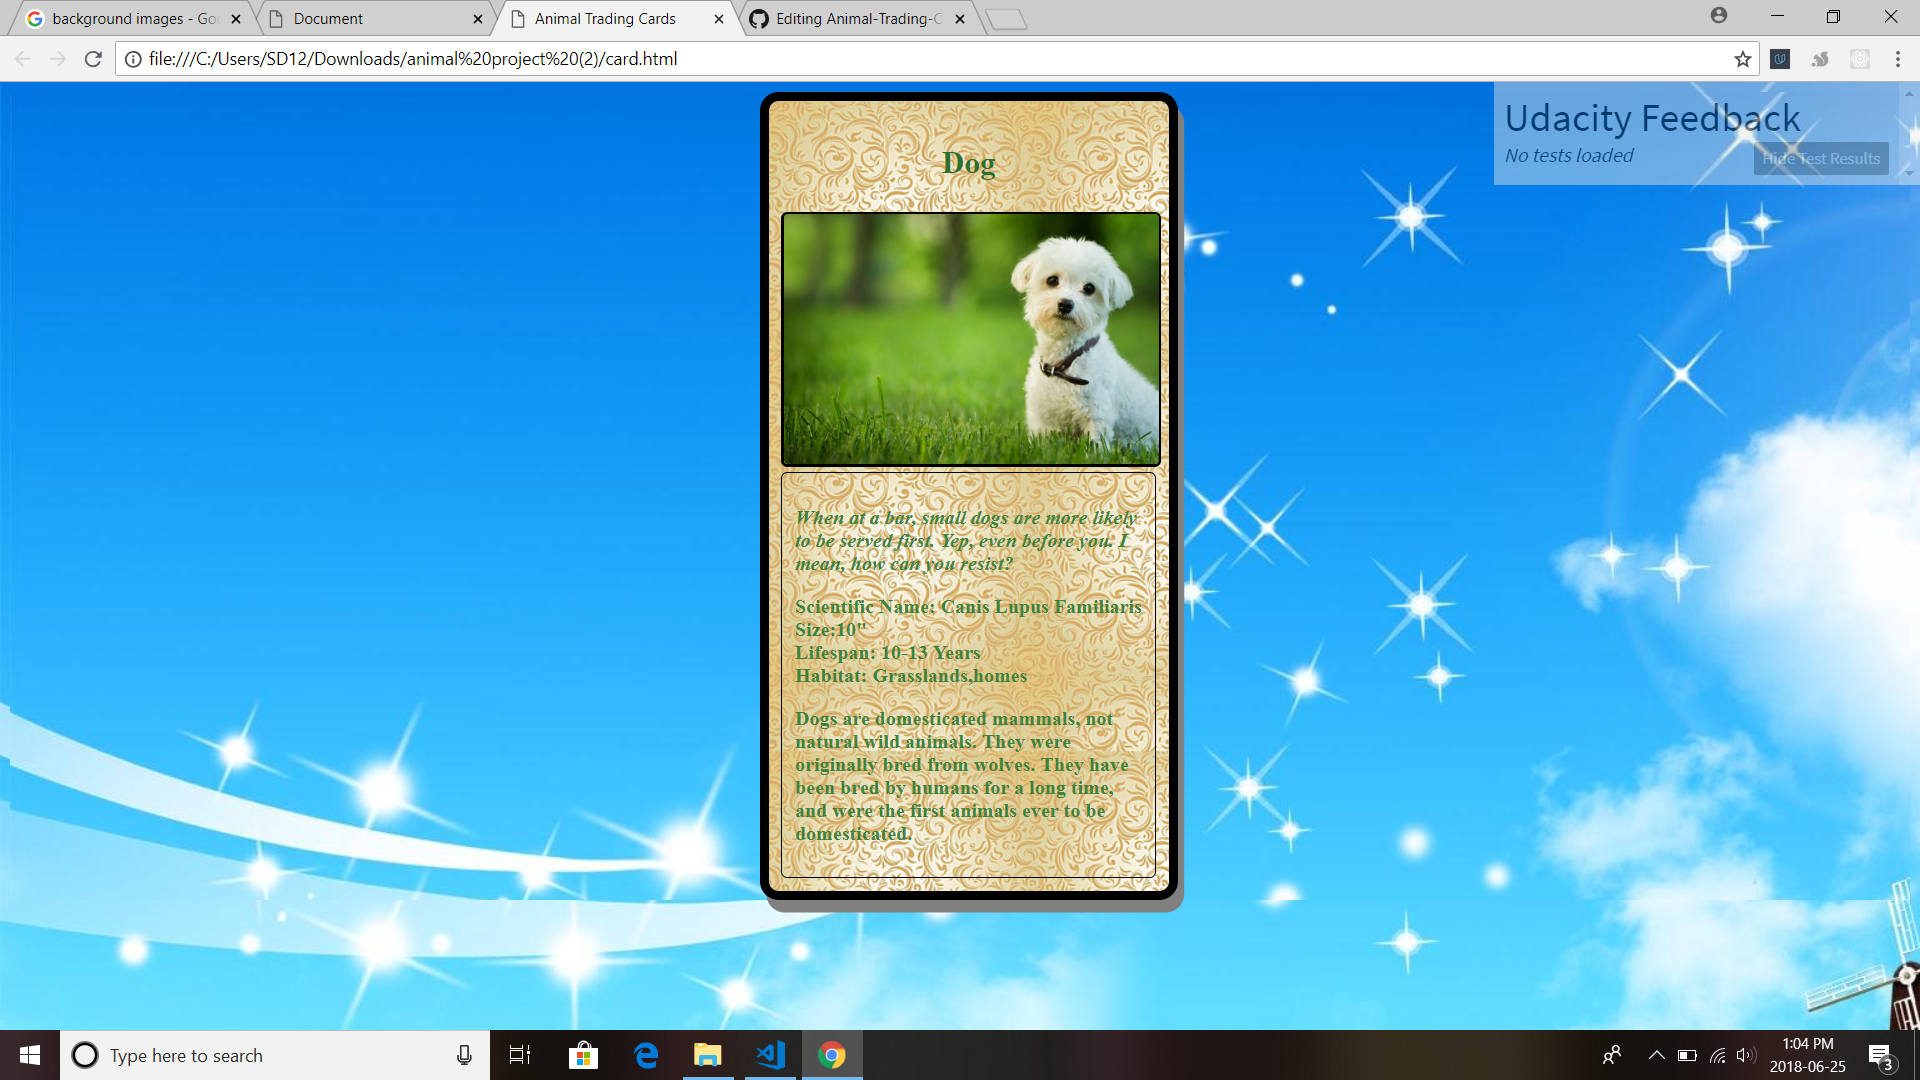 background images - Goo
Document
Animal Trading Cards
Editing Animal-Trading-C
file:///C:/Users/SD12/Downloads/animal%20project%20(2)/card.html
Udacity Feedback
No tests loaded
Hide Test Results
Dog
When at a bar, small dogs are more likely
to be served first. Yep, even before you. I
mean, how can you resist?
Scientific Name: Canis Lupus Familiaris
Size:10"
Lifespan: 10-13 Years
Habitat: Grasslands,homes
Dogs are domesticated mammals, not
natural wild animals. They were
originally bred from wolves. They have
been bred by humans for a long time,
and were the first animals ever to be
domesticated.
Type here to search
1:04 PM
2018-06-25
3